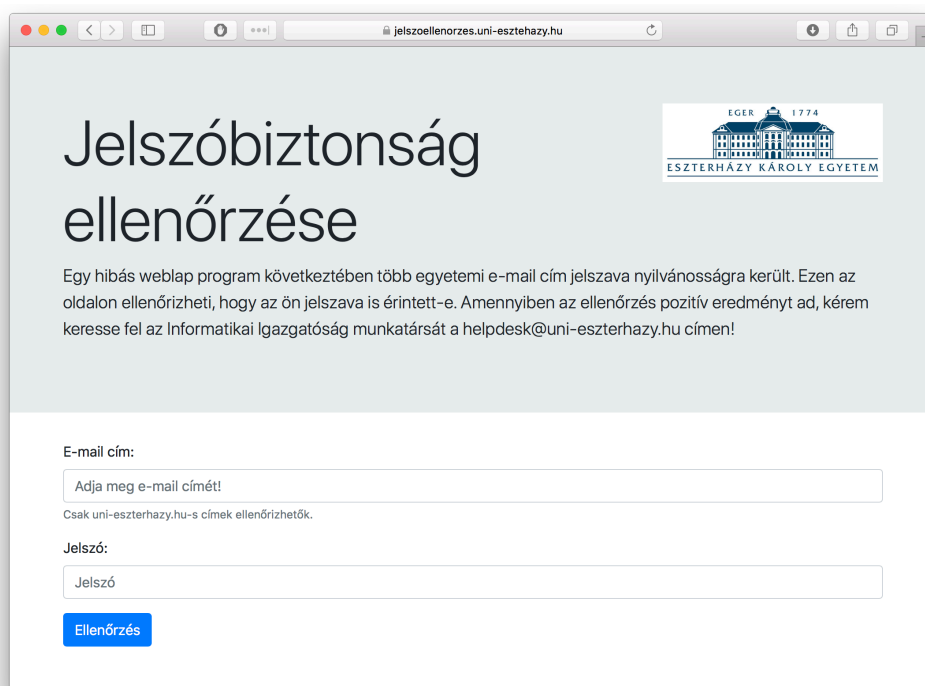 jelszoellenorzes.uni-esztehazy.hu
Jelszóbiztonság
ellenőrzése
EGER 1774
ESZTERHÁZY KÁROLY EGYETEM
Egy hibás weblap program következtében több egyetemi e-mail cím jelszava nyilvánosságra került. Ezen az
oldalon ellenőrizheti, hogy az ön jelszava is érintett-e. Amennyiben az ellenőrzés pozitív eredményt ad, kérem
keresse fel az Informatikai Igazgatóság munkatársát a helpdesk@uni-eszterhazy.hu címen!
E-mail cím:
Adja meg e-mail címét!
Csak uni-eszterhazy.hu-s címek ellenőrizhetők.
Jelszó:
Jelszó
Ellenőrzés